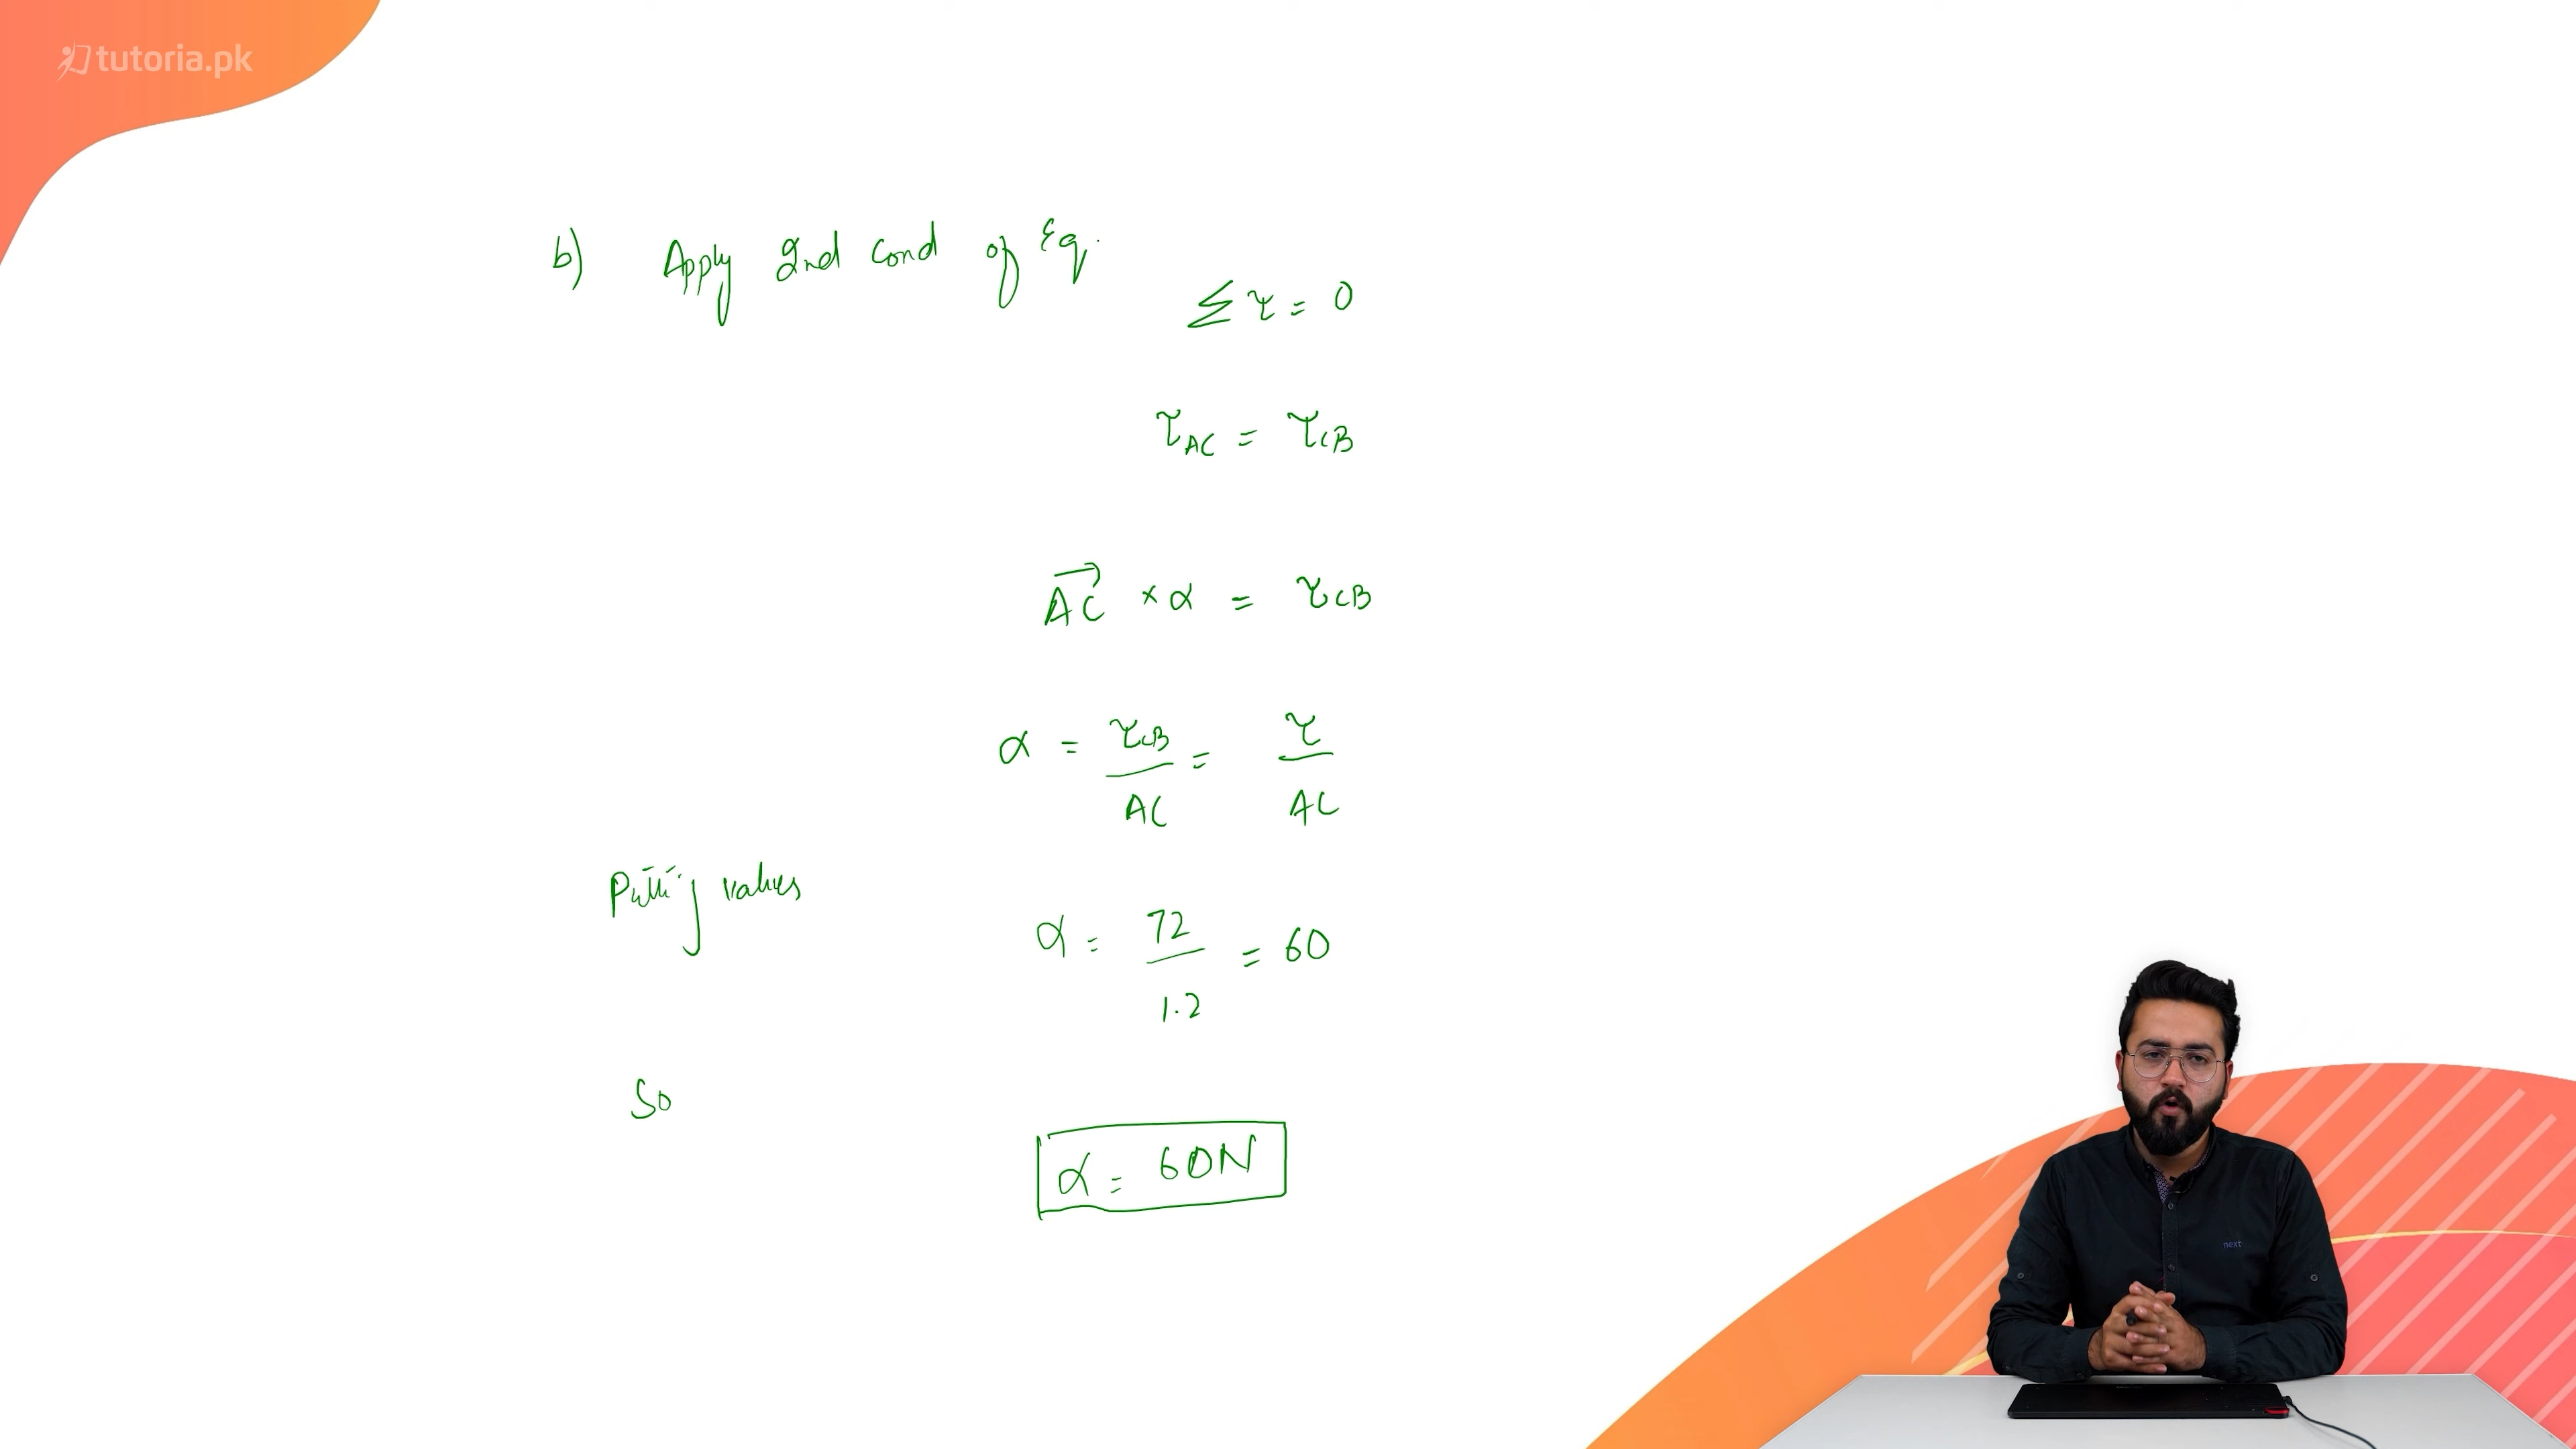 tutoria.pk
b) Apply 2nd Cond of Eq.
Στ = 0
τAC = τCB
AC × α = τCB
α = τCB/AC = τ/AC
Putting values
α = 72/1.2 = 60
So
α = 60N
next